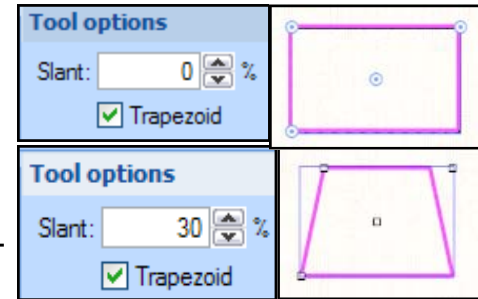 Tool options
Slant: 0 %
Trapezoid
Tool options
Slant: 30 %
Trapezoid